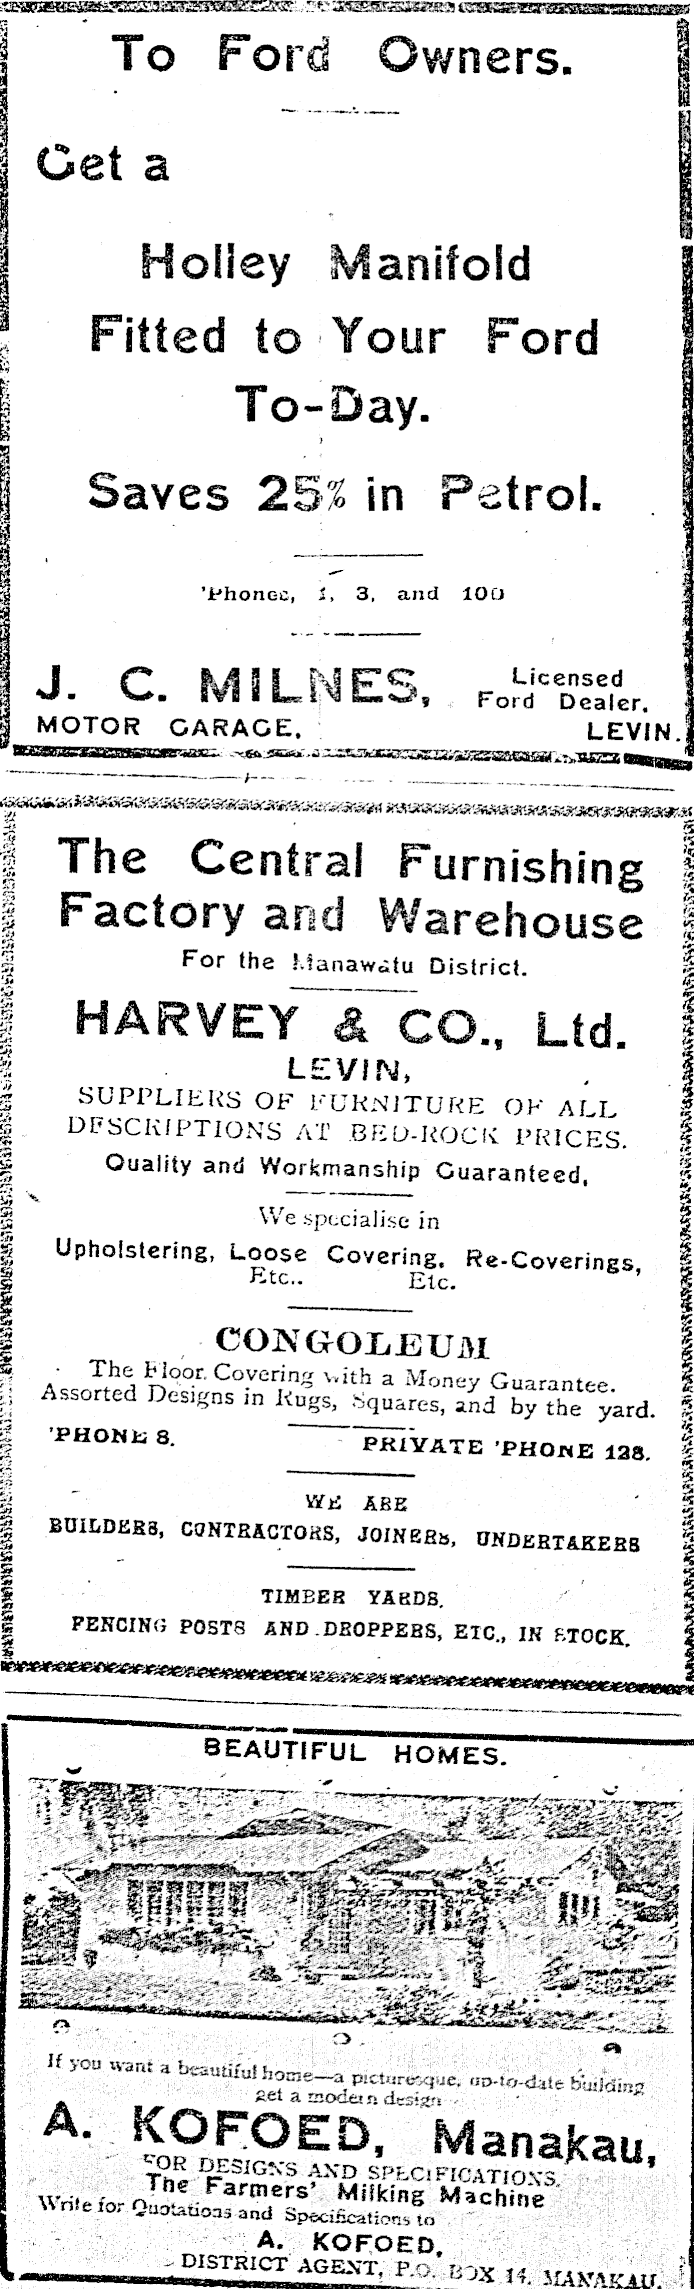 To Ford Owners.
Get a
Holley Manifold
Fitted to Your Ford
To-Day.
Saves 25% in Petrol.
'Phones, 1, 3, and 100
J. C. MILNES, Licensed
Ford Dealer,
MOTOR GARAGE, LEVIN.
The Central Furnishing
Factory and Warehouse
For the Manawatu District.
HARVEY & CO., Ltd.
LEVIN,
SUPPLIERS OF FURNITURE OF ALL
DESCRIPTIONS AT BED-ROCK PRICES.
Quality and Workmanship Guaranteed,
We specialise in
Upholstering, Loose Covering, Re-Coverings,
Etc.. Etc.
CONGOLEUM
The Floor Covering with a Money Guarantee.
Assorted Designs in Rugs, Squares, and by the yard.
'PHONE 8. PRIVATE 'PHONE 128.
WE ARE
BUILDERS, CONTRACTORS, JOINERS, UNDERTAKERS
TIMBER YARDS.
FENCING POSTS AND DROPPERS, ETC., IN STOCK.
BEAUTIFUL HOMES.
If you want a beautiful home—a picturesque, up-to-date building
get a modern design
A. KOFOED, Manakau,
FOR DESIGNS AND SPECIFICATIONS.
The Farmers' Milking Machine
Write for Quotations and Specifications to
A. KOFOED,
DISTRICT AGENT, P.O. BOX 14, MANAKAU.